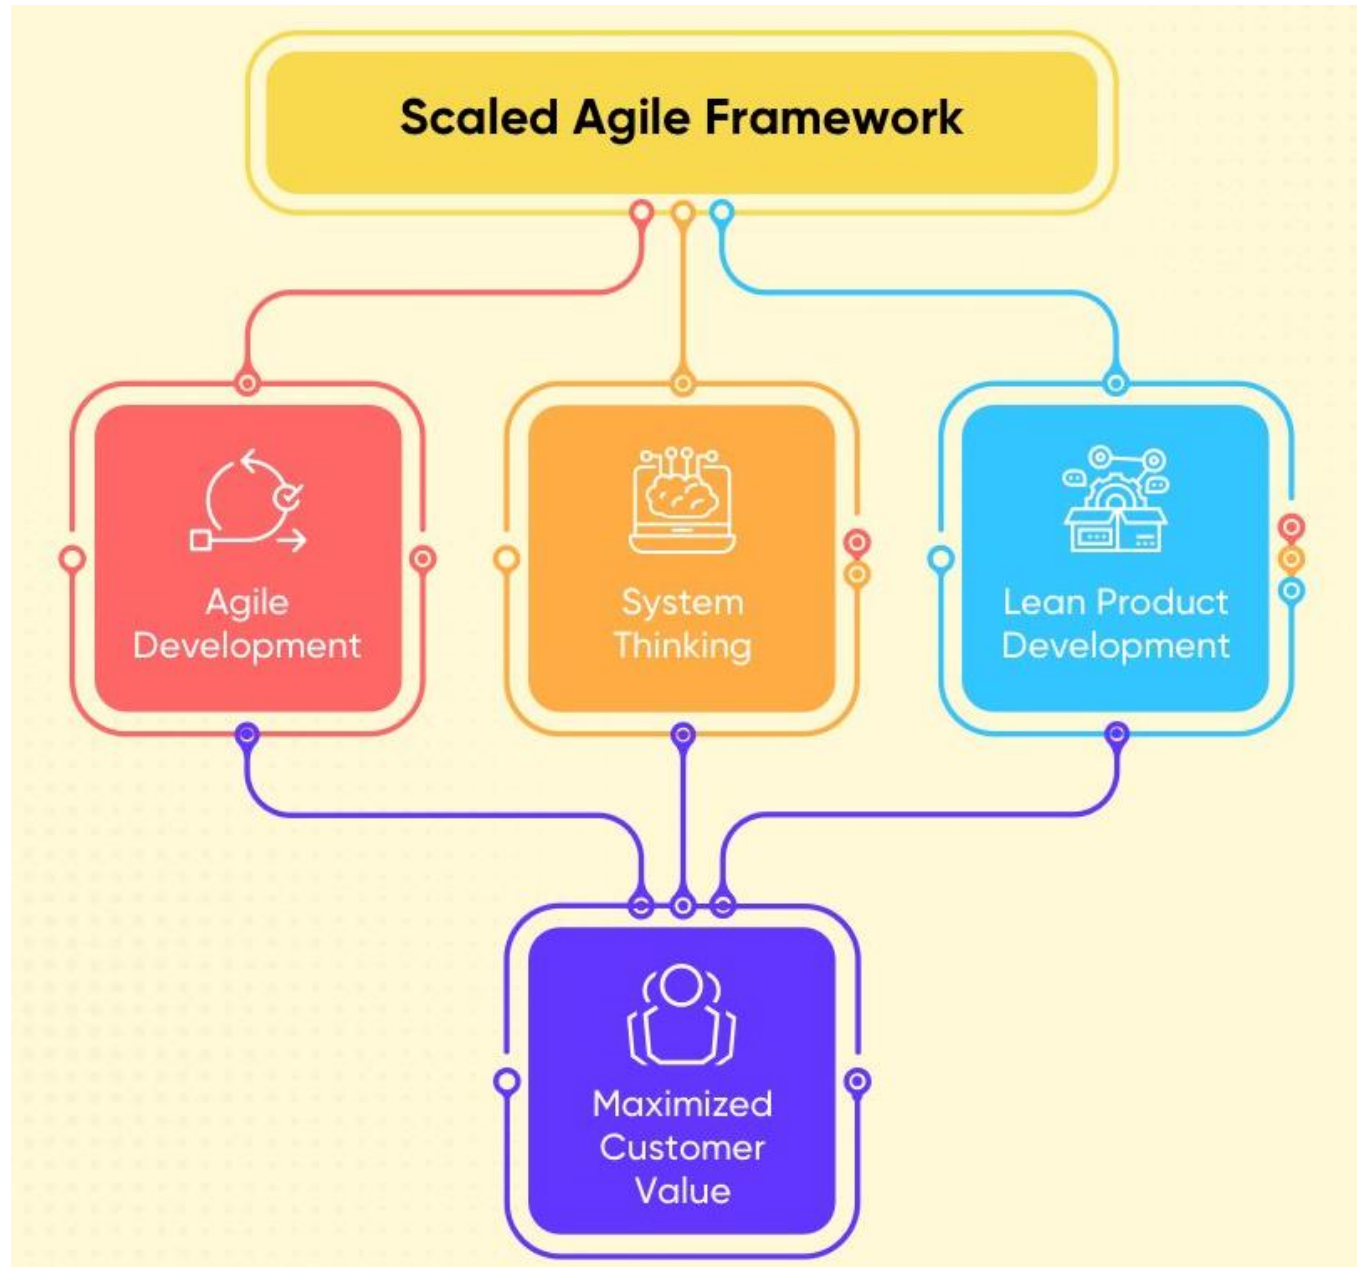 Scaled Agile Framework
Agile
Development
System
Thinking
Lean Product
Development
Maximized
Customer
Value